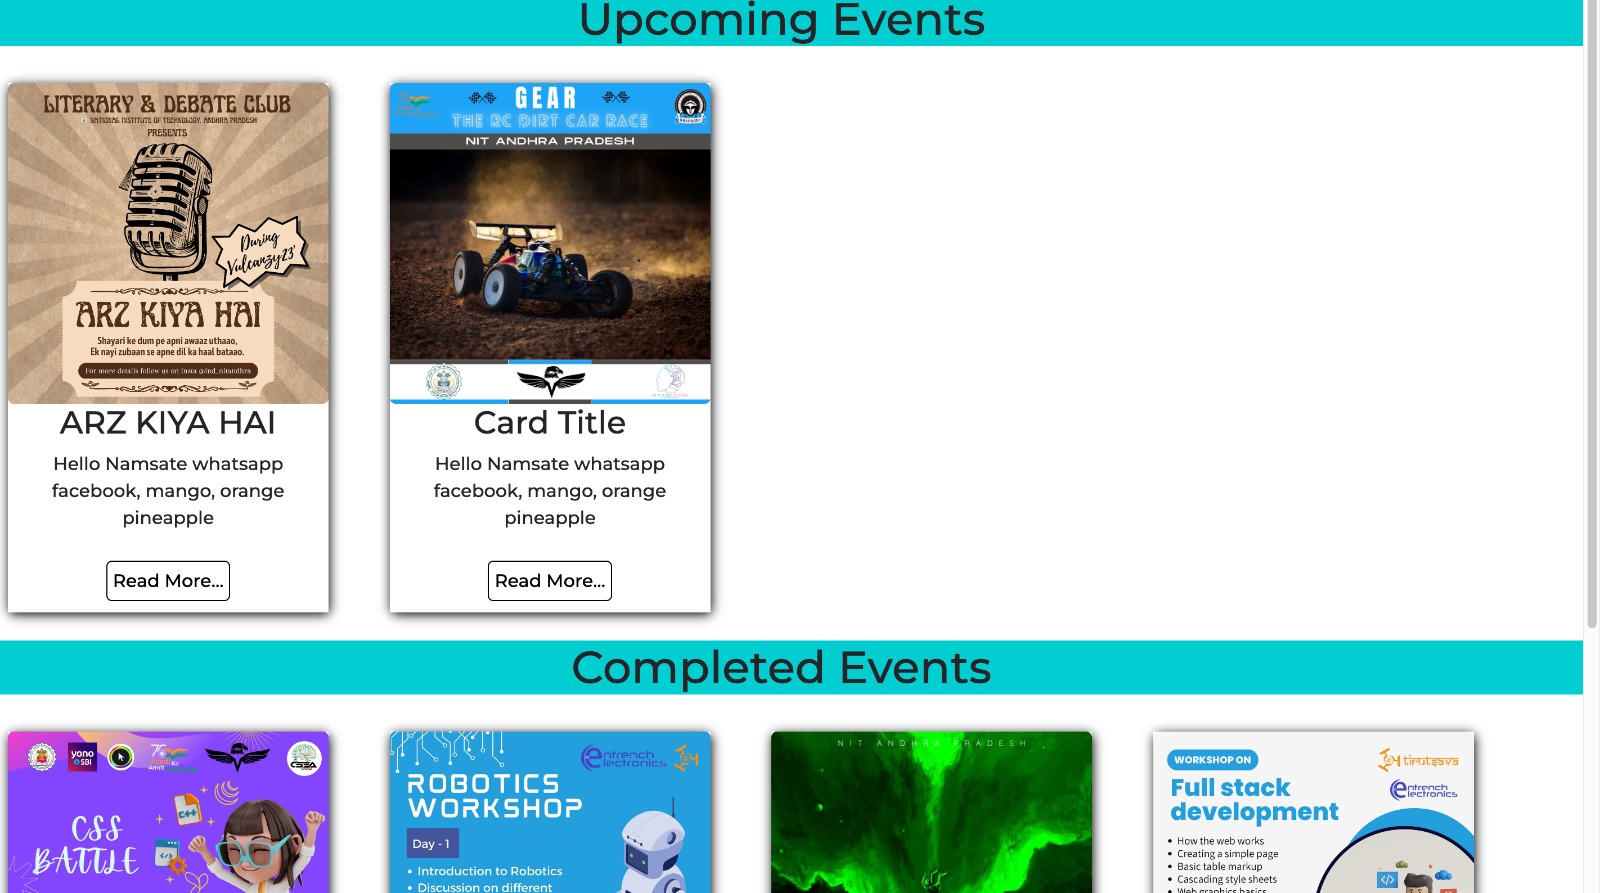 Upcoming Events
LITERARY & DEBATE CLUB
NATIONAL INSTITUTE OF TECHNOLOGY, ANDHRA PRADESH
PRESENTS
During
Vulcanzy23'
ARZ KIYA HAI
Shayari ke dum pe apni awaaz uthaao,
Ek nayi zubaan se apne dil ka haal bataao.
For more details follow us on insta @lnd_nitandhra
ARZ KIYA HAI
Hello Namsate whatsapp
facebook, mango, orange
pineapple
Read More...
GEAR
THE RC DIRT CAR RACE
NIT ANDHRA PRADESH
Card Title
Hello Namsate whatsapp
facebook, mango, orange
pineapple
Read More...
Completed Events
yono
SBI
75
Azadi Ka
Amrit
CSEA
CSS
BATTLE
C++
</>
entrench
electronics
ROBOTICS
WORKSHOP
Day - 1
• Introduction to Robotics
• Discussion on different
NIT ANDHRA PRADESH
WORKSHOP ON
tirutsava
entrench
electronics
Full stack
development
• How the web works
• Creating a simple page
• Basic table markup
• Cascading style sheets
• Web graphics basics
</>